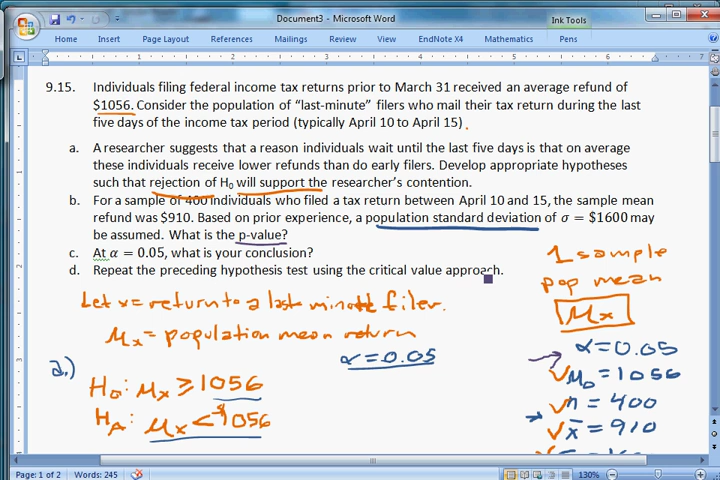 Document3 - Microsoft Word
Ink Tools
Home Insert Page Layout References Mailings Review View EndNote X4 Mathematics Pens
9.15. Individuals filing federal income tax returns prior to March 31 received an average refund of
$1056. Consider the population of “last-minute” filers who mail their tax return during the last
five days of the income tax period (typically April 10 to April 15).
a. A researcher suggests that a reason individuals wait until the last five days is that on average
these individuals receive lower refunds than do early filers. Develop appropriate hypotheses
such that rejection of H₀ will support the researcher’s contention.
b. For a sample of 400 individuals who filed a tax return between April 10 and 15, the sample mean
refund was $910. Based on prior experience, a population standard deviation of σ = $1600 may
be assumed. What is the p-value?
c. At α = 0.05, what is your conclusion?
d. Repeat the preceding hypothesis test using the critical value approach.
1 sample
pop mean
μx
Let x = return to a last minute filer.
μx = population mean return
α = 0.05
a.)
H₀: μx ≥ 1056
HA: μx < 1056
α = 0.05
√ μ₀ = 1056
√ n = 400
√ x̄ = 910
Page: 1 of 2 Words: 245 130%